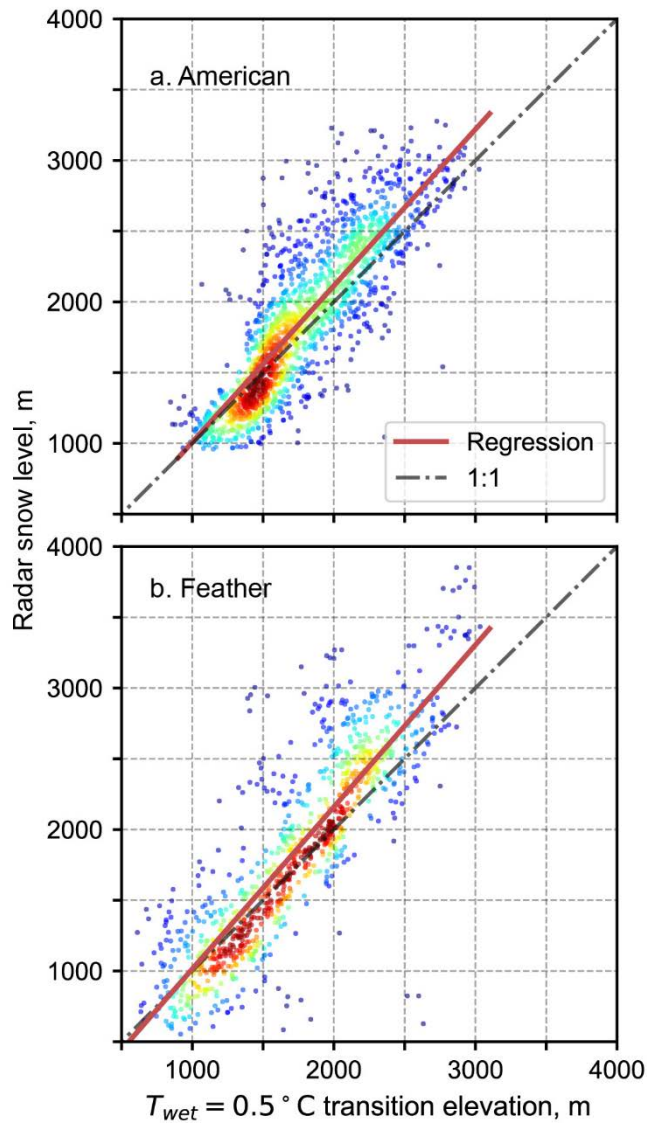 4000
a. American
3000
2000
1000
Regression
1:1
Radar snow level, m
4000
b. Feather
3000
2000
1000
1000 2000 3000 4000
T_wet = 0.5 °C transition elevation, m